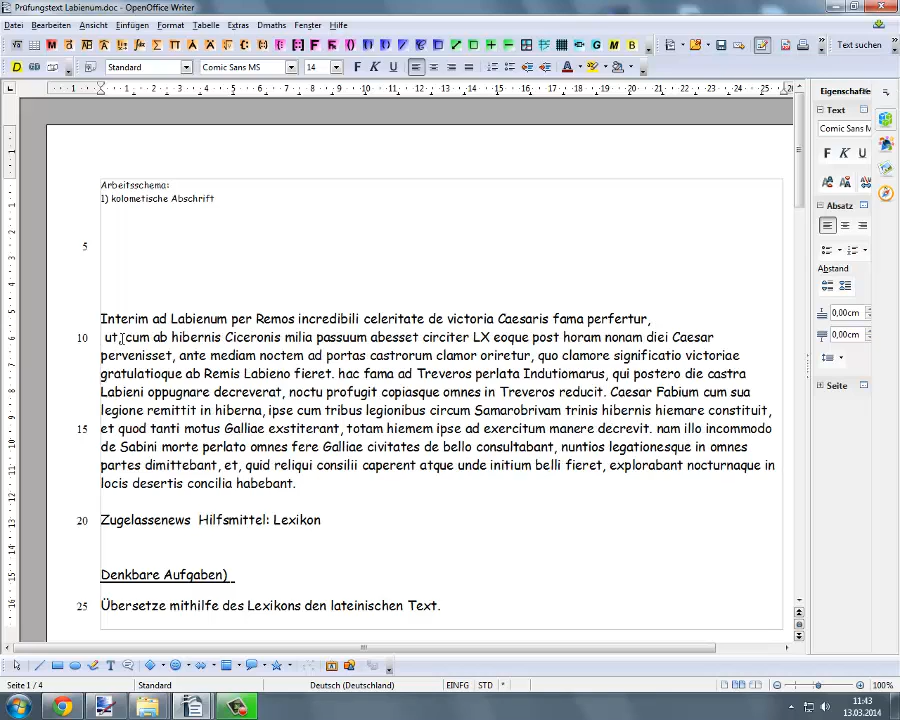 Prüfungstext Labienum.doc - OpenOffice Writer
Datei Bearbeiten Ansicht Einfügen Format Tabelle Extras Dmaths Fenster Hilfe
Text suchen
Standard Comic Sans MS 14 F K U
Arbeitsschema:
1) kolometische Abschrift
5
Interim ad Labienum per Remos incredibili celeritate de victoria Caesaris fama perfertur,
10 ut, cum ab hibernis Ciceronis milia passuum abesset circiter LX eoque post horam nonam diei Caesar
pervenisset, ante mediam noctem ad portas castrorum clamor oriretur, quo clamore significatio victoriae
gratulatioque ab Remis Labieno fieret. hac fama ad Treveros perlata Indutiomarus, qui postero die castra
Labieni oppugnare decreverat, noctu profugit copiasque omnes in Treveros reducit. Caesar Fabium cum sua
legione remittit in hiberna, ipse cum tribus legionibus circum Samarobrivam trinis hibernis hiemare constituit,
15 et quod tanti motus Galliae exstiterant, totam hiemem ipse ad exercitum manere decrevit. nam illo incommodo
de Sabini morte perlato omnes fere Galliae civitates de bello consultabant, nuntios legationesque in omnes
partes dimittebant, et, quid reliqui consilii caperent atque unde initium belli fieret, explorabant nocturnaque in
locis desertis concilia habebant.
20 Zugelassenews Hilfsmittel: Lexikon
Denkbare Aufgaben)
25 Übersetze mithilfe des Lexikons den lateinischen Text.
Eigenschaften
Text
Comic Sans M
F K U
Absatz
Abstand
0,00cm
0,00cm
Seite
Seite 1 / 4 Standard Deutsch (Deutschland) EINFG STD * 100%
11:43
13.03.2014